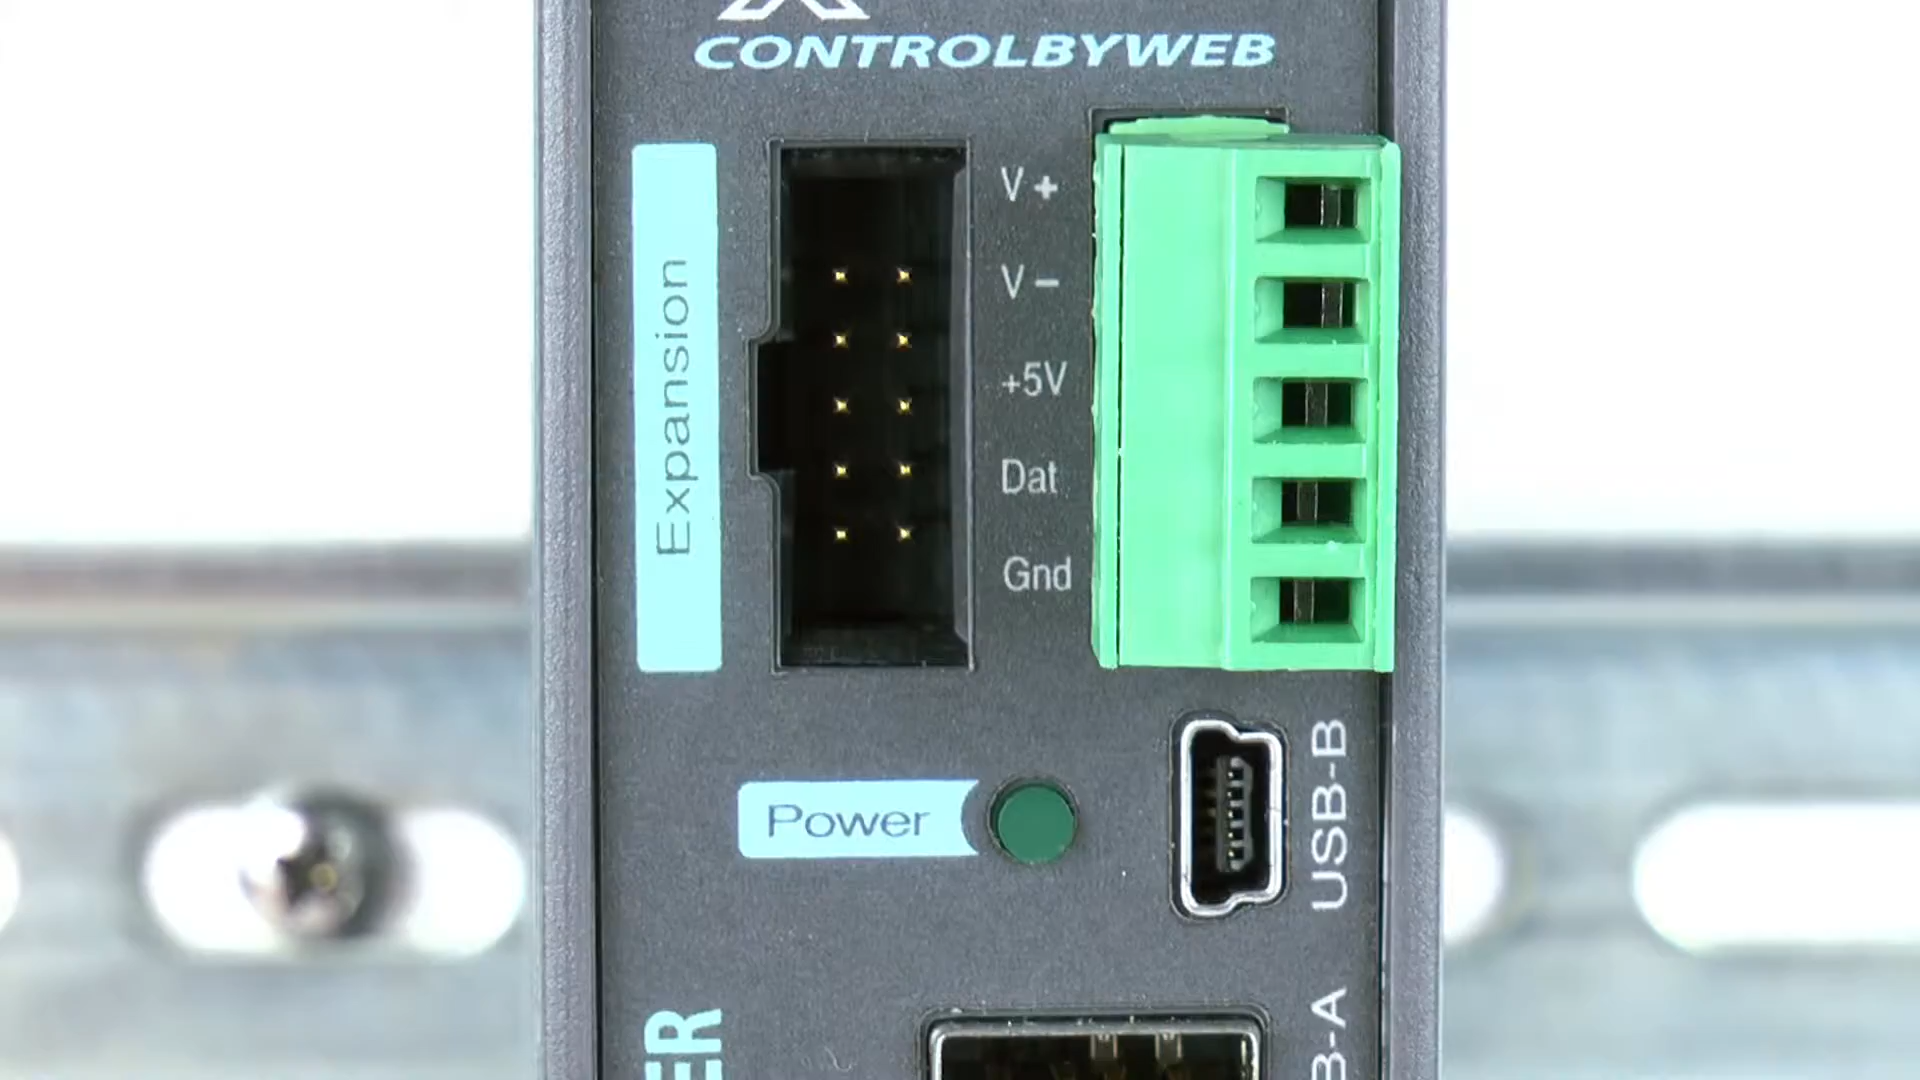 CONTROLBYWEB
Expansion
V+
V-
+5V
Dat
Gnd
Power
USB-B